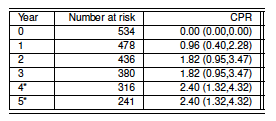 Year Number at risk CPR
0 534 0.00 (0.00,0.00)
1 478 0.96 (0.40,2.28)
2 436 1.82 (0.95,3.47)
3 380 1.82 (0.95,3.47)
4* 316 2.40 (1.32,4.32)
5* 241 2.40 (1.32,4.32)